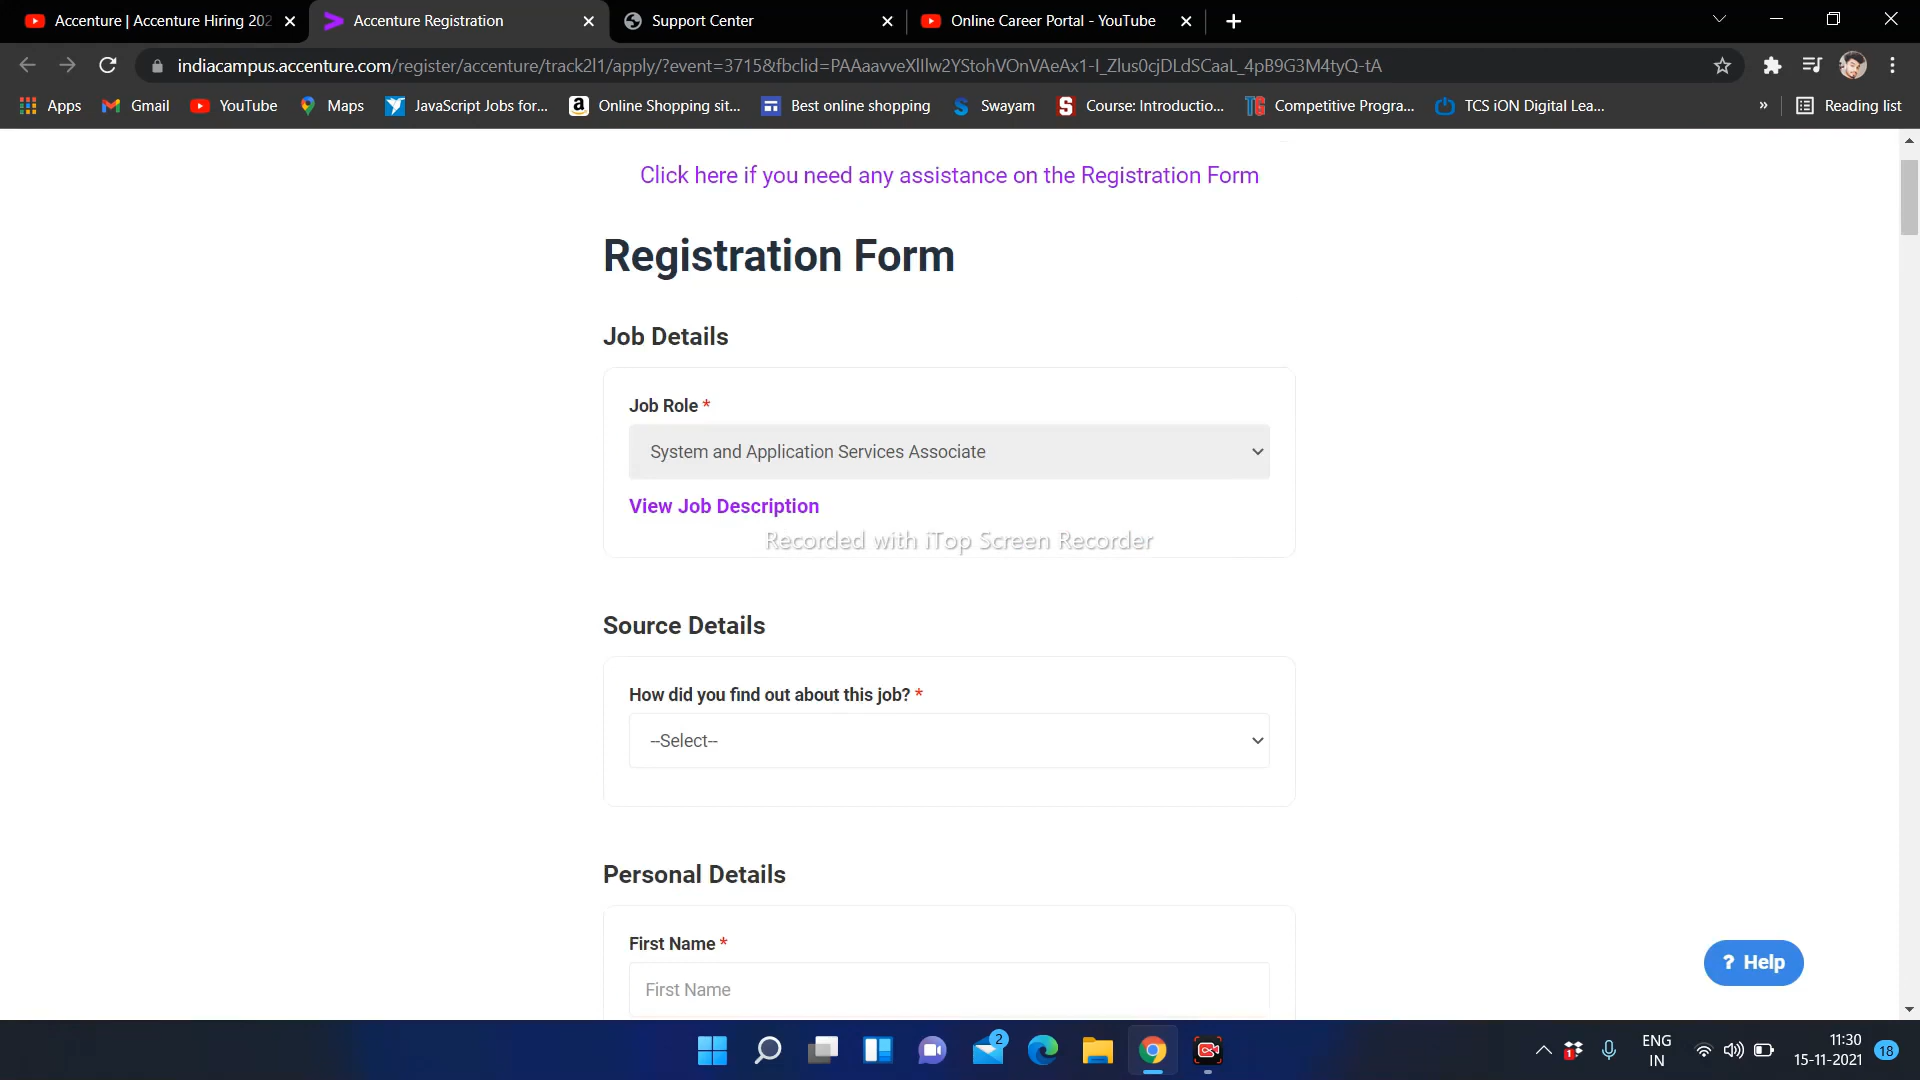 Accenture | Accenture Hiring 202
Accenture Registration
Support Center
Online Career Portal - YouTube
indiacampus.accenture.com/register/accenture/track2l1/apply/?event=3715&fbclid=PAAaavveXlIlw2YStohVOnVAeAx1-I_Zlus0cjDLdSCaaL_4pB9G3M4tyQ-tA
Apps
Gmail
YouTube
Maps
JavaScript Jobs for...
Online Shopping sit...
Best online shopping
Swayam
Course: Introductio...
Competitive Progra...
TCS iON Digital Lea...
»
Reading list
Click here if you need any assistance on the Registration Form
Registration Form
Job Details
Job Role *
System and Application Services Associate
View Job Description
Recorded with iTop Screen Recorder
Source Details
How did you find out about this job? *
--Select--
Personal Details
First Name *
First Name
? Help
2
1
ENG
IN
11:30
15-11-2021
18